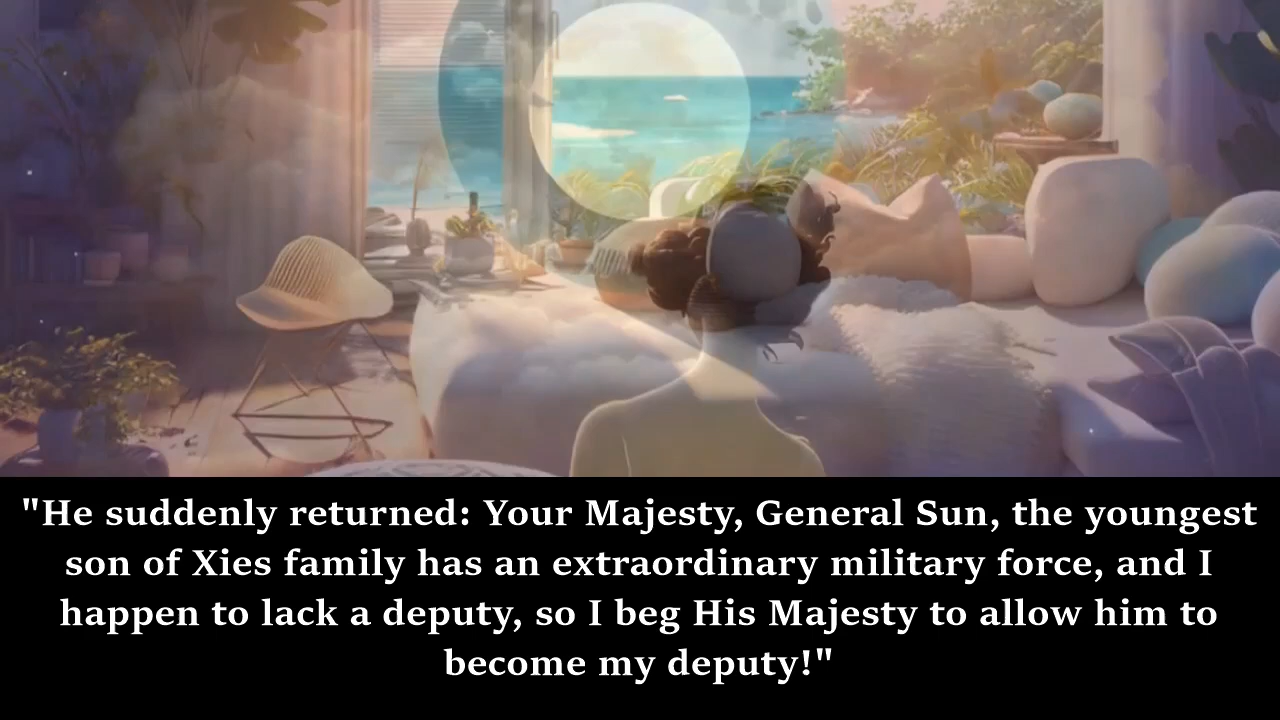 "He suddenly returned: Your Majesty, General Sun, the youngest
son of Xies family has an extraordinary military force, and I
happen to lack a deputy, so I beg His Majesty to allow him to
become my deputy!"